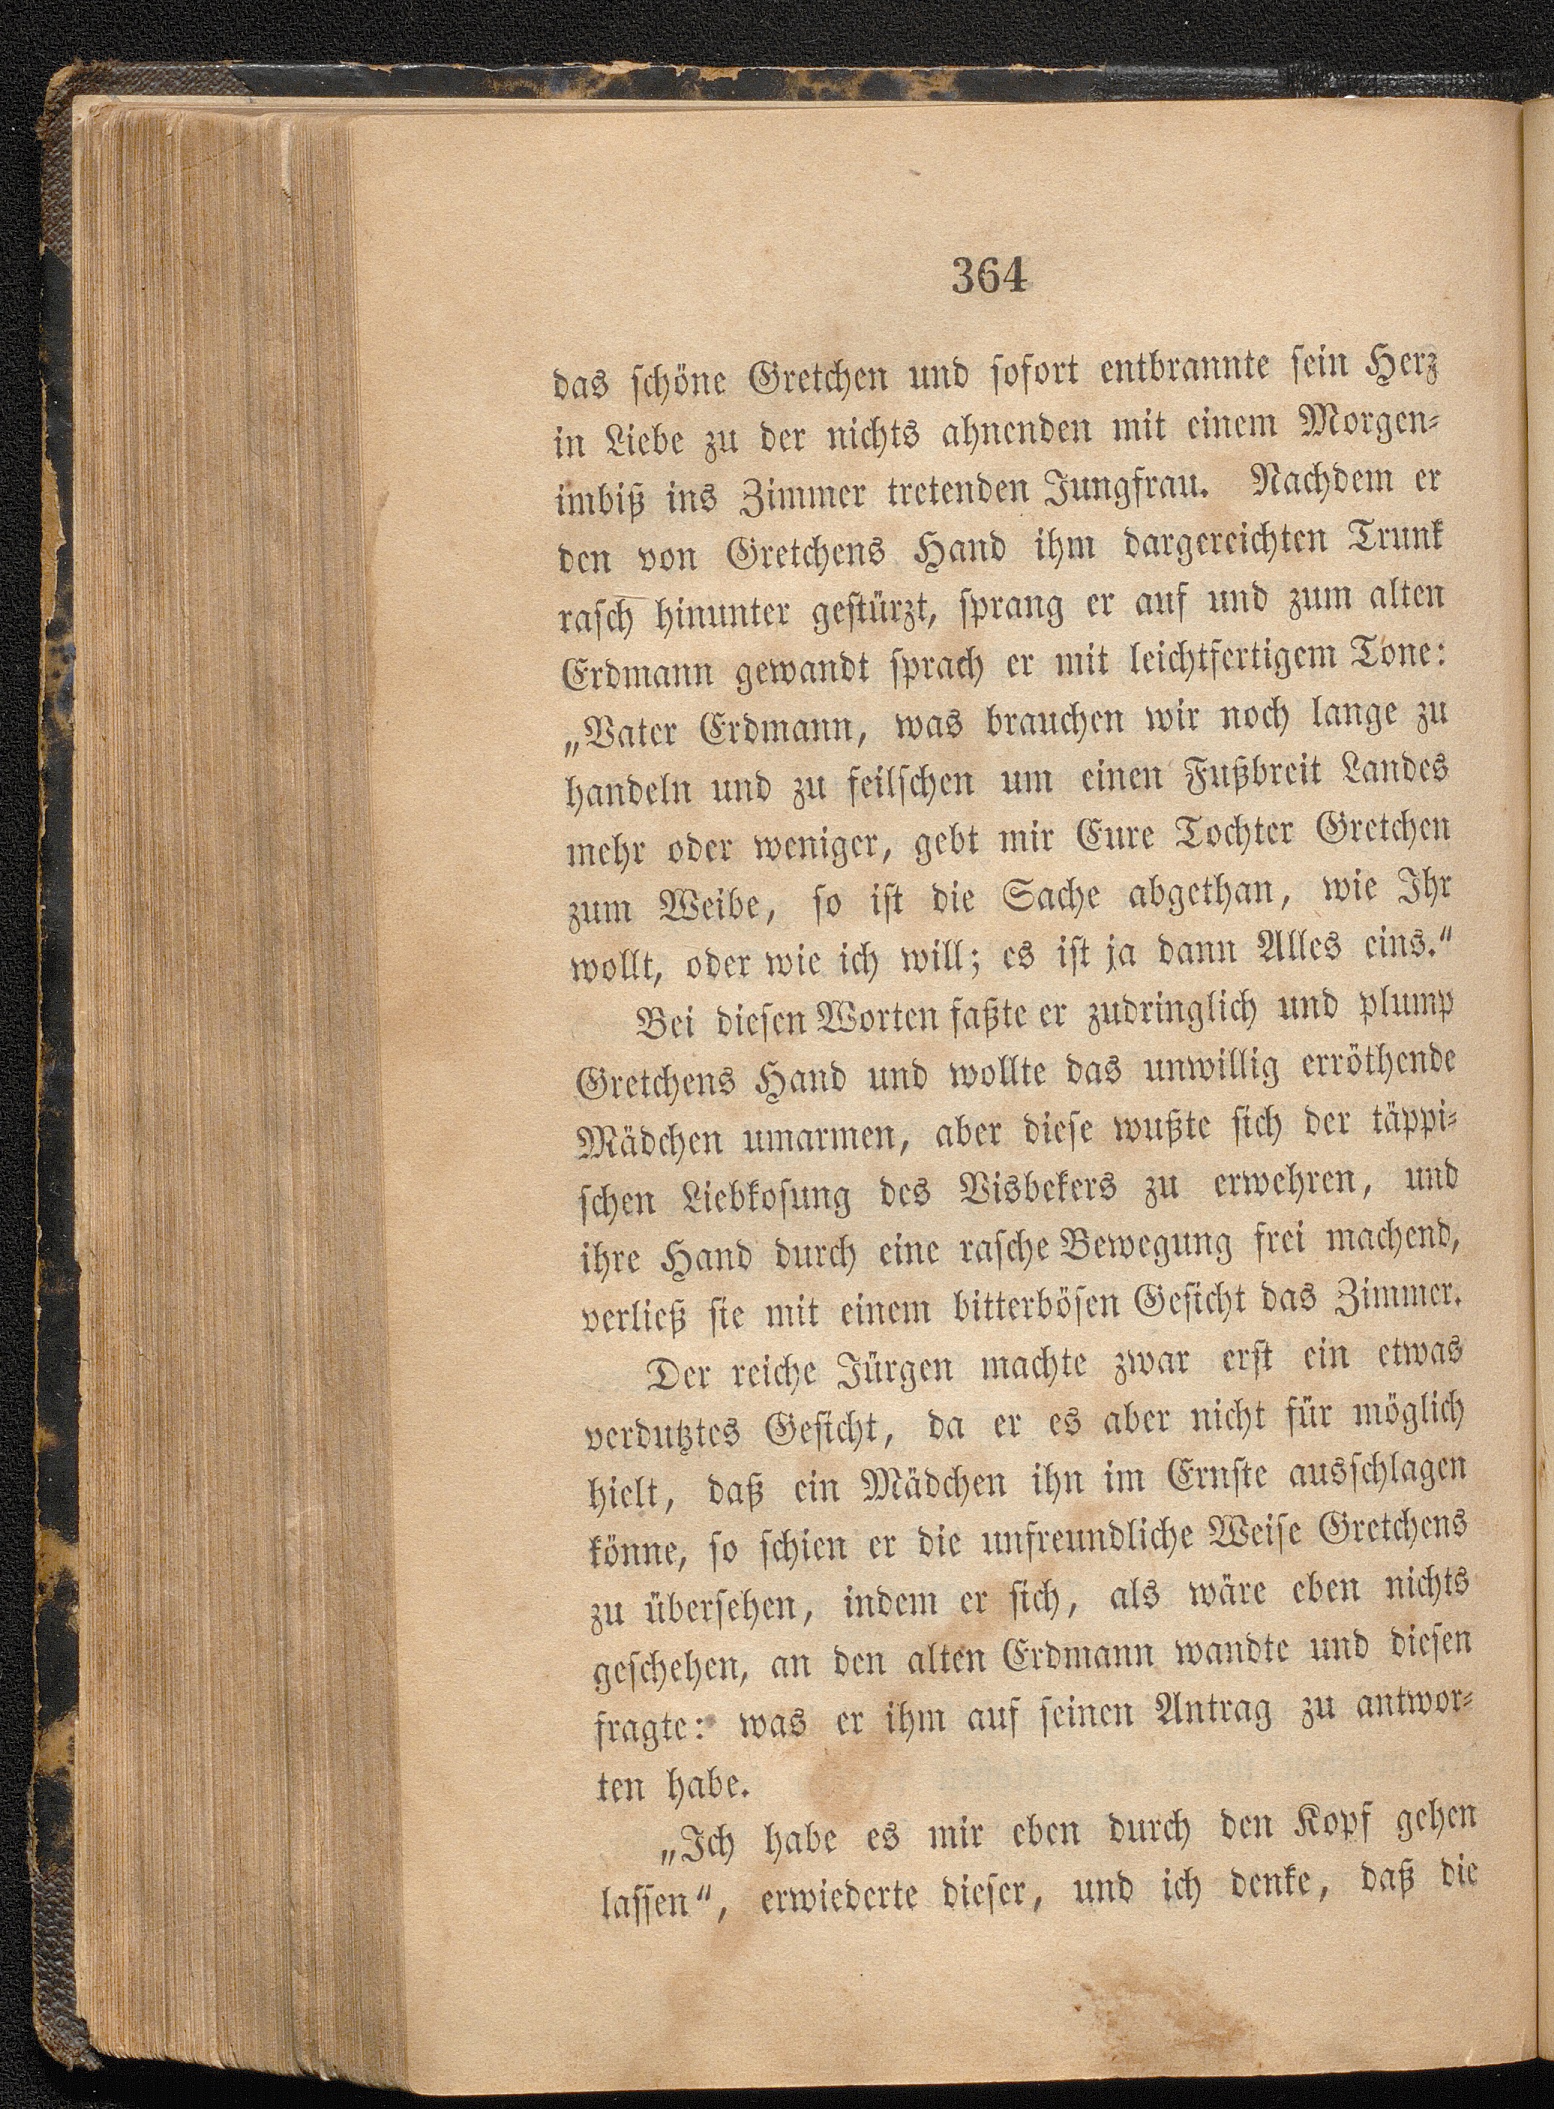 364
das schöne Gretchen und sofort entbrannte sein Herz
in Liebe zu der nichts ahnenden mit einem Morgen-
imbiß ins Zimmer tretenden Jungfrau. Nachdem er
den von Gretchens Hand ihm dargereichten Trunk
rasch hinunter gestürzt, sprang er auf und zum alten
Erdmann gewandt sprach er mit leichtfertigem Tone:
„Vater Erdmann, was brauchen wir noch lange zu
handeln und zu feilschen um einen Fußbreit Landes
mehr oder weniger, gebt mir Eure Tochter Gretchen
zum Weibe, so ist die Sache abgethan, wie Ihr
wollt, oder wie ich will; es ist ja dann Alles eins.“
Bei diesen Worten faßte er zudringlich und plump
Gretchens Hand und wollte das unwillig erröthende
Mädchen umarmen, aber diese wußte sich der täppi-
schen Liebkosung des Visbekers zu erwehren, und
ihre Hand durch eine rasche Bewegung frei machend,
verließ sie mit einem bitterbösen Gesicht das Zimmer.
Der reiche Jürgen machte zwar erst ein etwas
verdutztes Gesicht, da er es aber nicht für möglich
hielt, daß ein Mädchen ihn im Ernste ausschlagen
könne, so schien er die unfreundliche Weise Gretchens
zu übersehen, indem er sich, als wäre eben nichts
geschehen, an den alten Erdmann wandte und diesen
fragte: was er ihm auf seinen Antrag zu antwor-
ten habe.
„Ich habe es mir eben durch den Kopf gehen
lassen“, erwiederte dieser, und ich denke, daß die